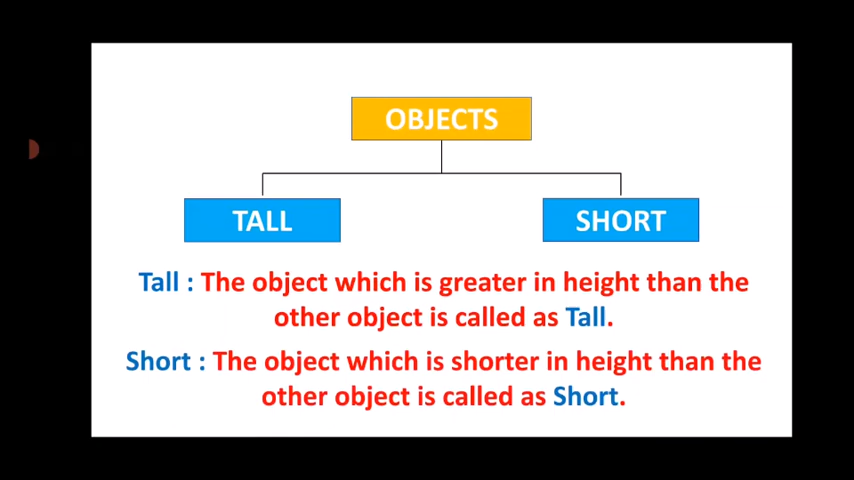 OBJECTS
TALL
SHORT
Tall : The object which is greater in height than the
other object is called as Tall.
Short : The object which is shorter in height than the
other object is called as Short.